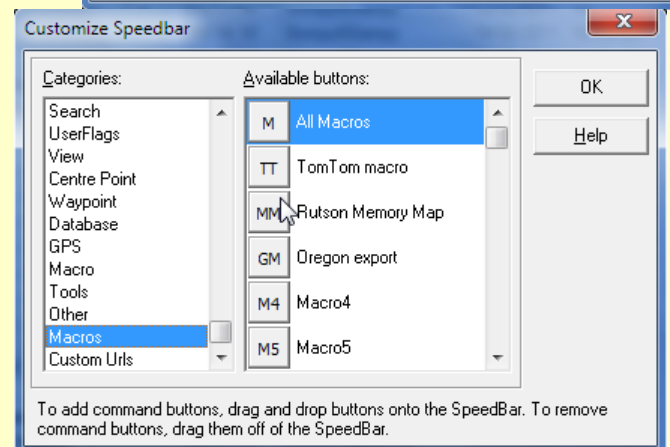 Customize Speedbar
Categories:
Search
UserFlags
View
Centre Point
Waypoint
Database
GPS
Macro
Tools
Other
Macros
Custom Urls
Available buttons:
M All Macros
TT TomTom macro
MM Rutson Memory Map
GM Oregon export
M4 Macro4
M5 Macro5
OK
Help
To add command buttons, drag and drop buttons onto the SpeedBar. To remove
command buttons, drag them off of the SpeedBar.